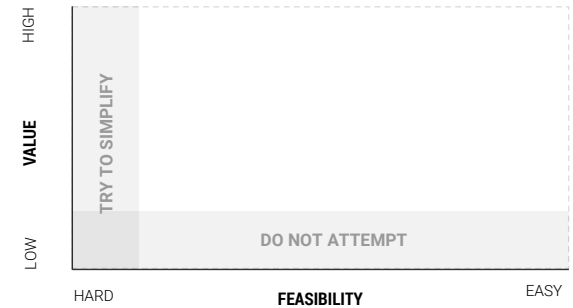 HIGH
VALUE
LOW
TRY TO SIMPLIFY
DO NOT ATTEMPT
HARD
FEASIBILITY
EASY